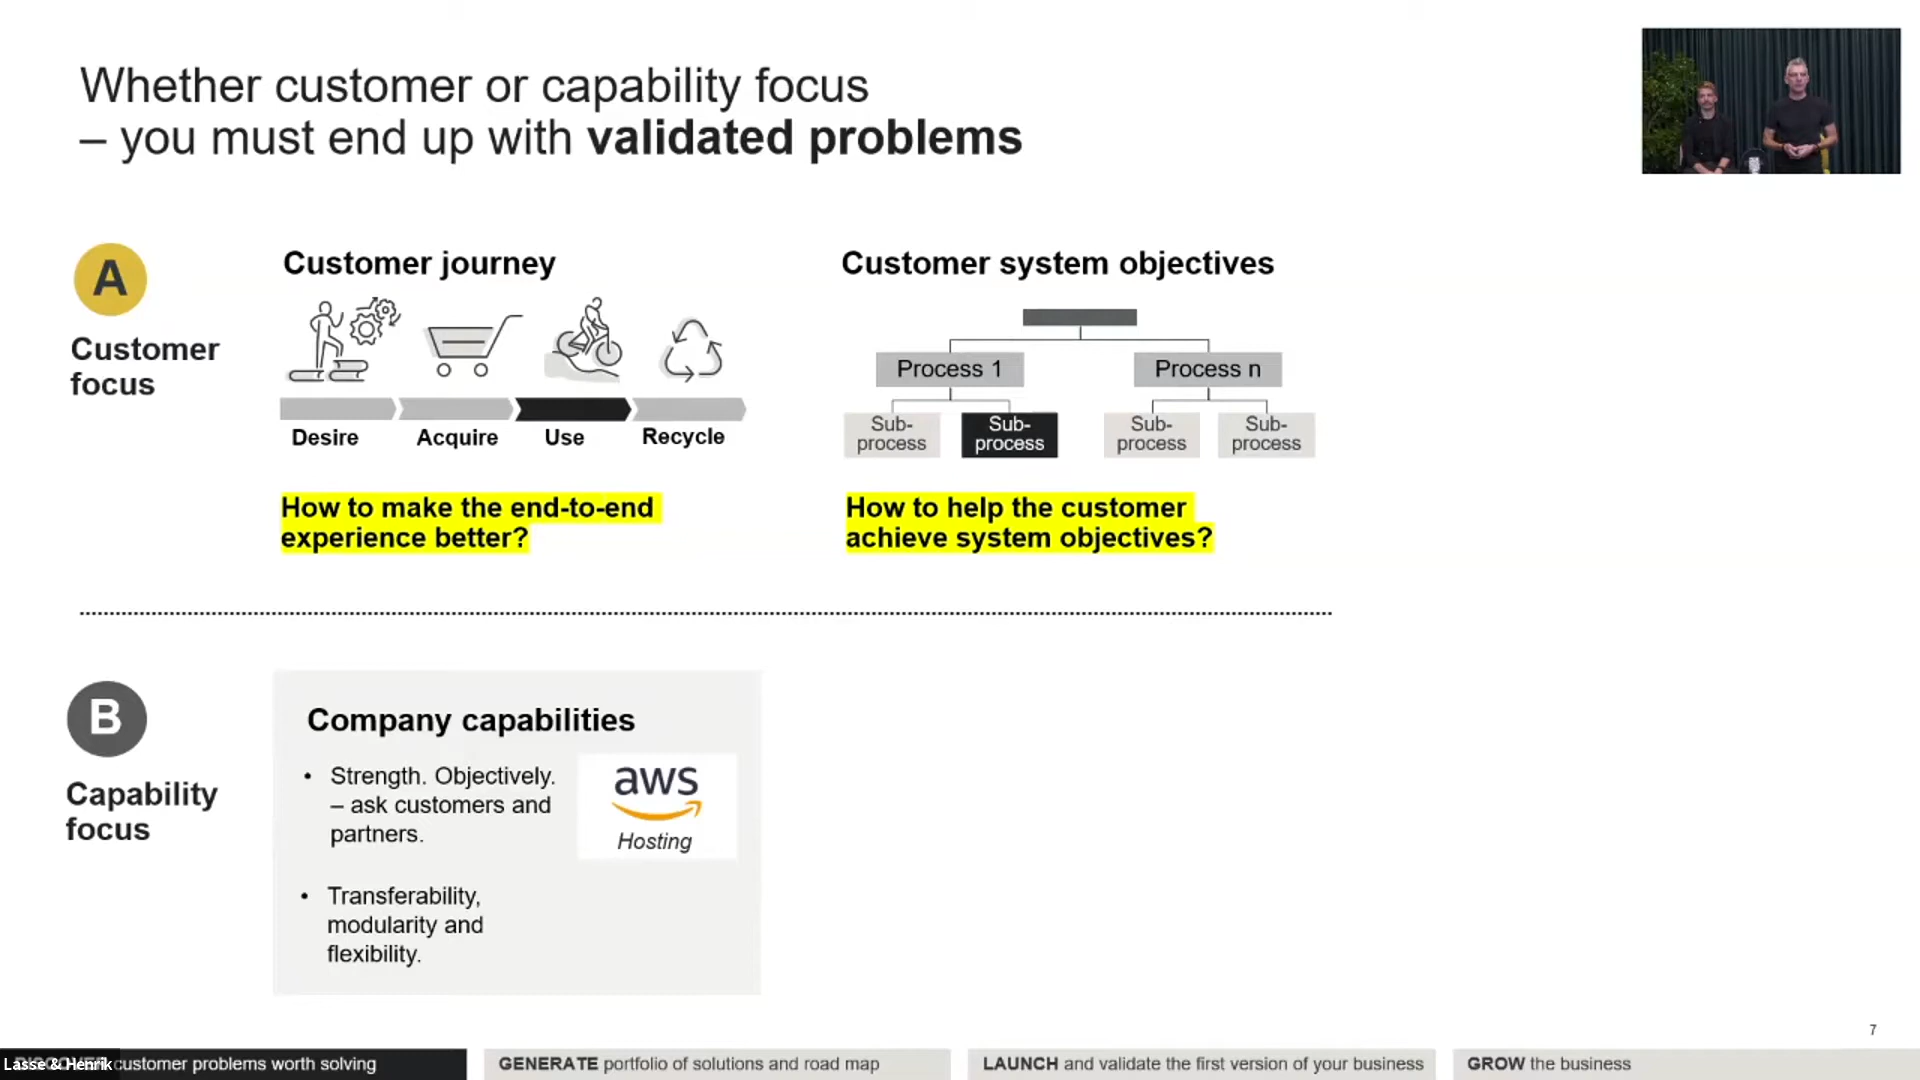 Whether customer or capability focus
– you must end up with validated problems
A
Customer
focus
Customer journey
Desire
Acquire
Use
Recycle
How to make the end-to-end
experience better?
Customer system objectives
Process 1
Process n
Sub-
process
Sub-
process
Sub-
process
Sub-
process
How to help the customer
achieve system objectives?
B
Capability
focus
Company capabilities
• Strength. Objectively.
– ask customers and
partners.
aws
Hosting
• Transferability,
modularity and
flexibility.
7
Lasse & Henrik
customer problems worth solving
GENERATE portfolio of solutions and road map
LAUNCH and validate the first version of your business
GROW the business